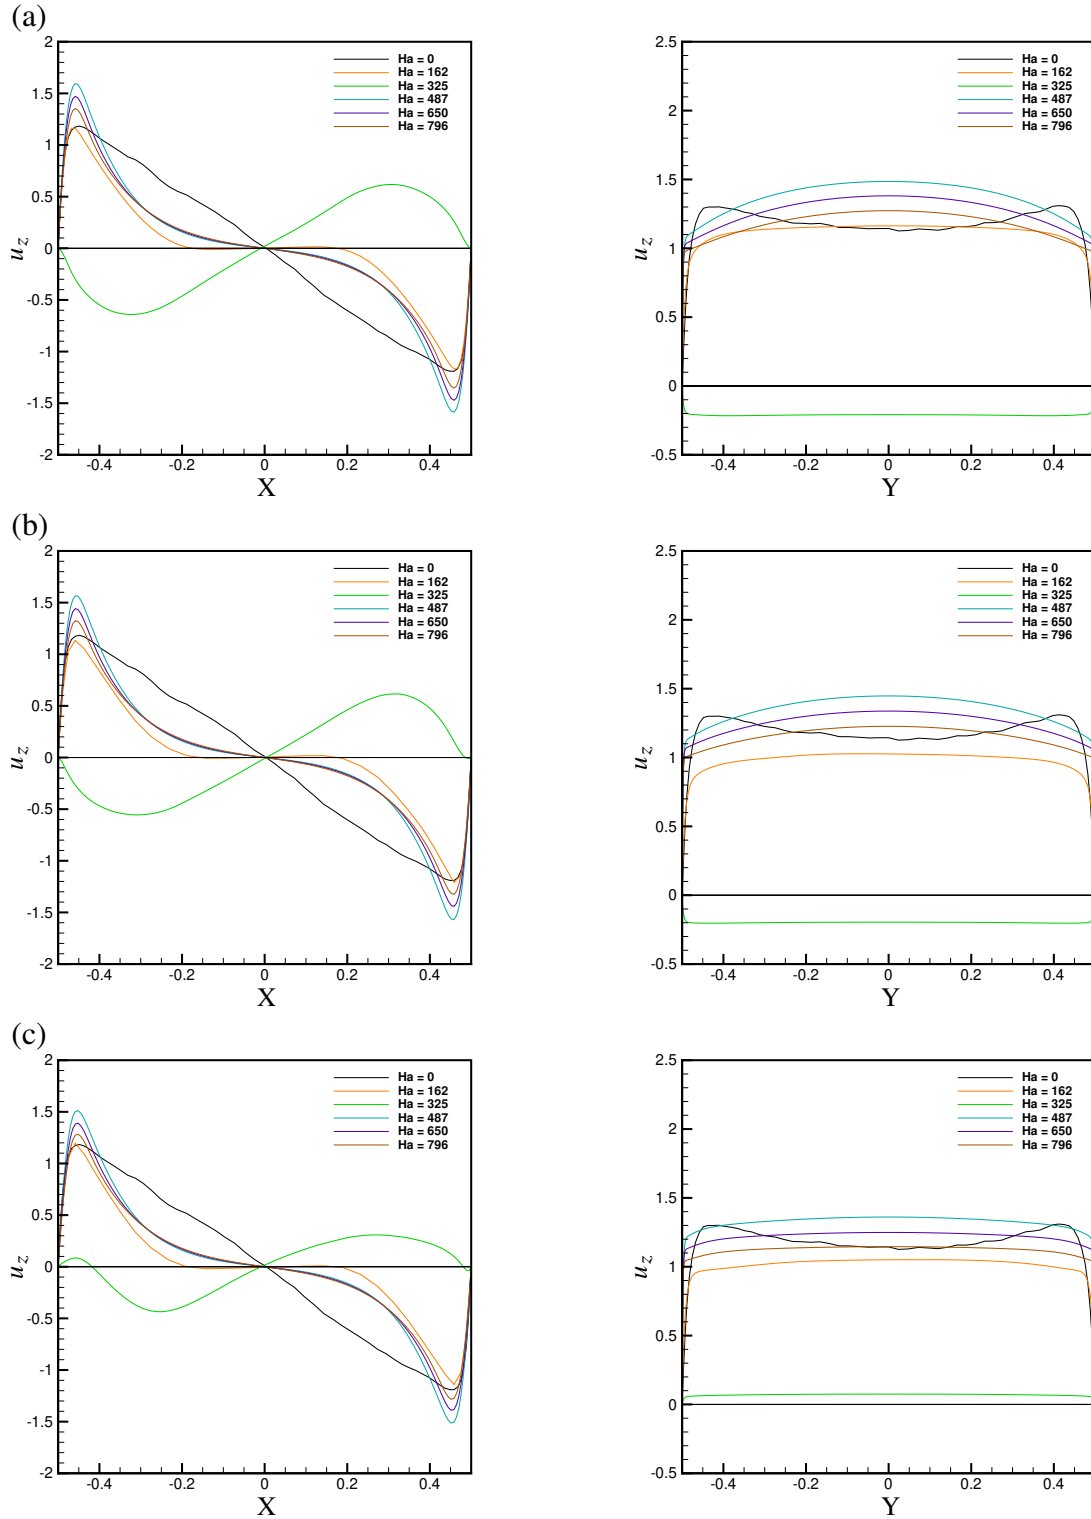 (a)
2
1.5
1
0.5
0
-0.5
-1
-1.5
-2
u_z
-0.4 -0.2 0 0.2 0.4
X
Ha = 0
Ha = 162
Ha = 325
Ha = 487
Ha = 650
Ha = 796
2.5
2
1.5
1
0.5
0
-0.5
u_z
-0.4 -0.2 0 0.2 0.4
Y
Ha = 0
Ha = 162
Ha = 325
Ha = 487
Ha = 650
Ha = 796
(b)
2
1.5
1
0.5
0
-0.5
-1
-1.5
-2
u_z
-0.4 -0.2 0 0.2 0.4
X
Ha = 0
Ha = 162
Ha = 325
Ha = 487
Ha = 650
Ha = 796
2.5
2
1.5
1
0.5
0
-0.5
u_z
-0.4 -0.2 0 0.2 0.4
Y
Ha = 0
Ha = 162
Ha = 325
Ha = 487
Ha = 650
Ha = 796
(c)
2
1.5
1
0.5
0
-0.5
-1
-1.5
-2
u_z
-0.4 -0.2 0 0.2 0.4
X
Ha = 0
Ha = 162
Ha = 325
Ha = 487
Ha = 650
Ha = 796
2.5
2
1.5
1
0.5
0
-0.5
u_z
-0.4 -0.2 0 0.2 0.4
Y
Ha = 0
Ha = 162
Ha = 325
Ha = 487
Ha = 650
Ha = 796